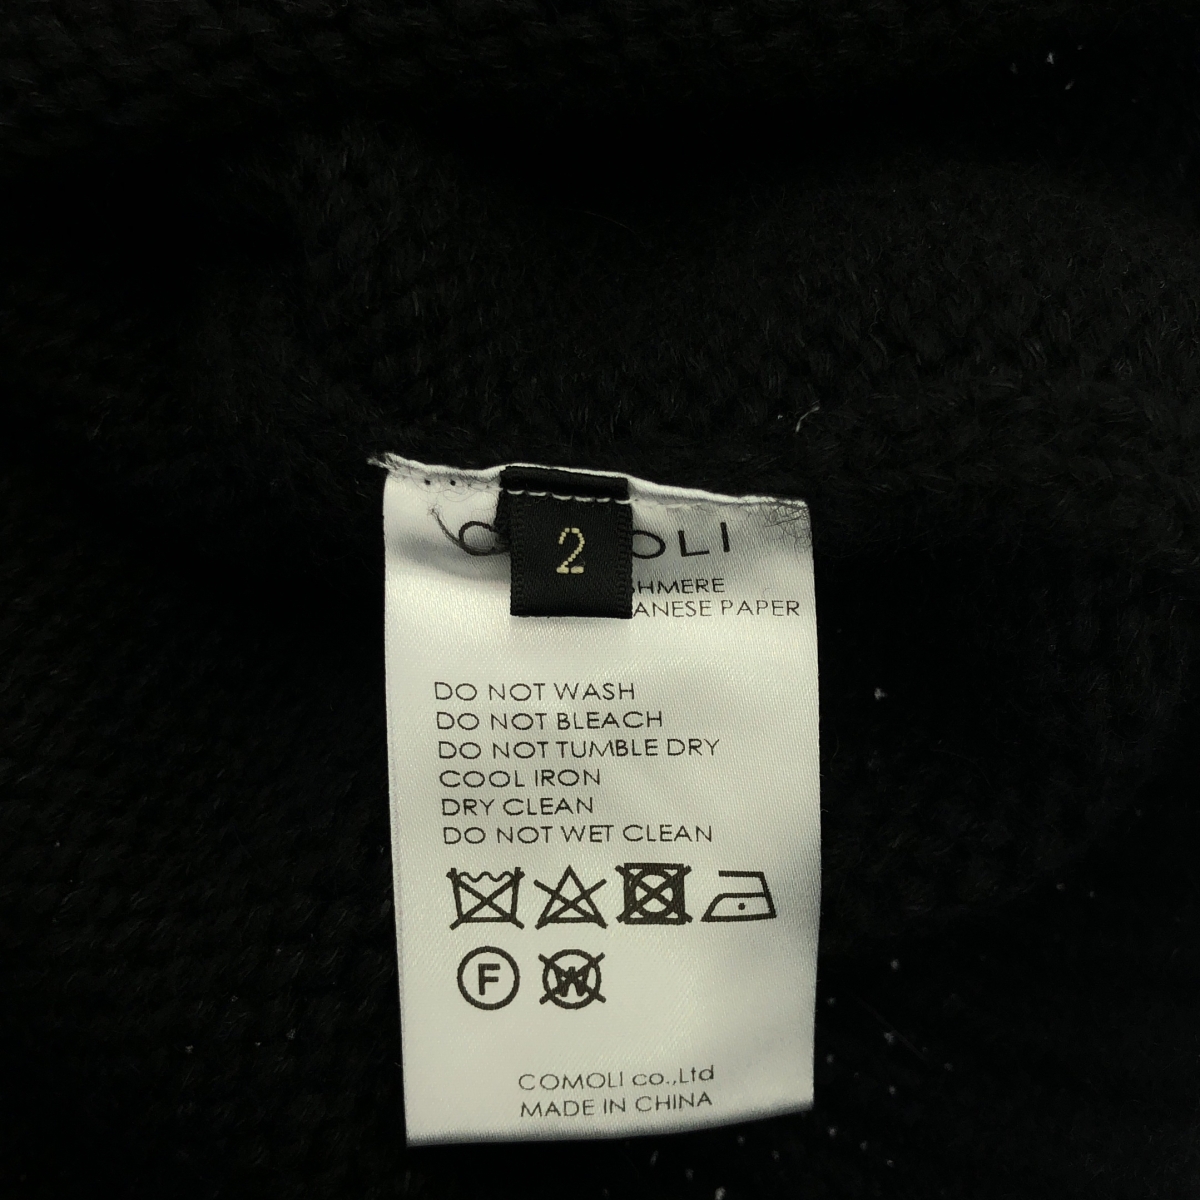 2
OLI
SHMERE
ANESE PAPER
DO NOT WASH
DO NOT BLEACH
DO NOT TUMBLE DRY
COOL IRON
DRY CLEAN
DO NOT WET CLEAN
F W
COMOLI co.,Ltd
MADE IN CHINA